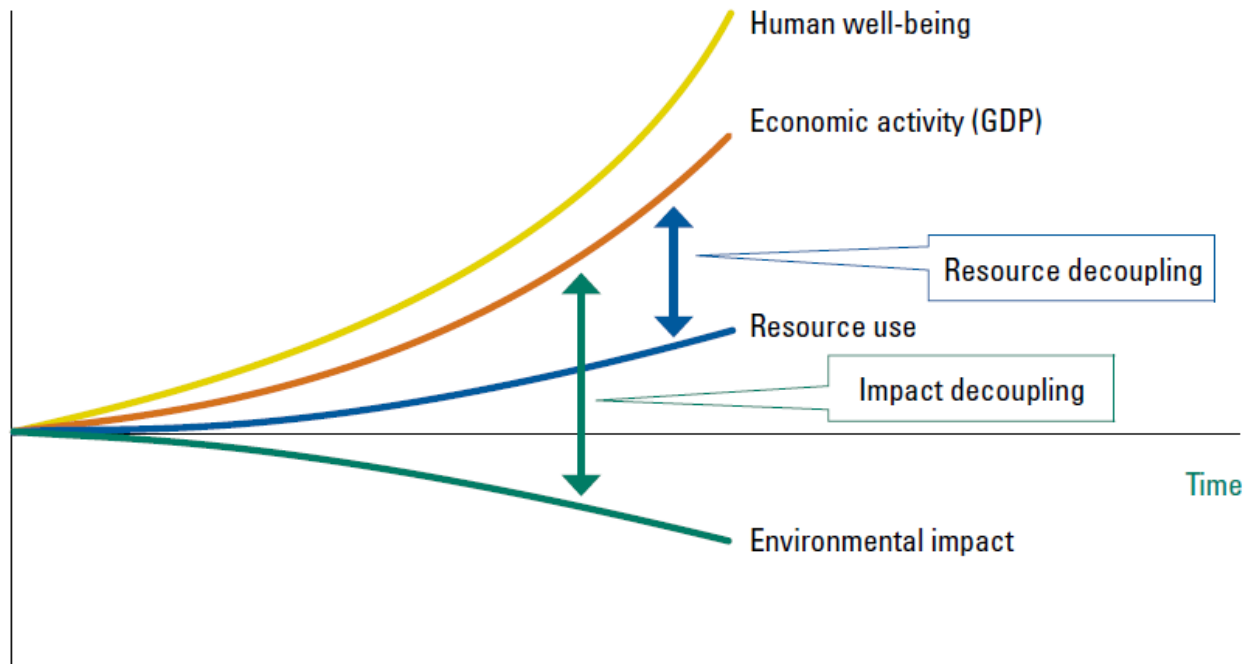 Human well-being
Economic activity (GDP)
Resource decoupling
Resource use
Impact decoupling
Time
Environmental impact